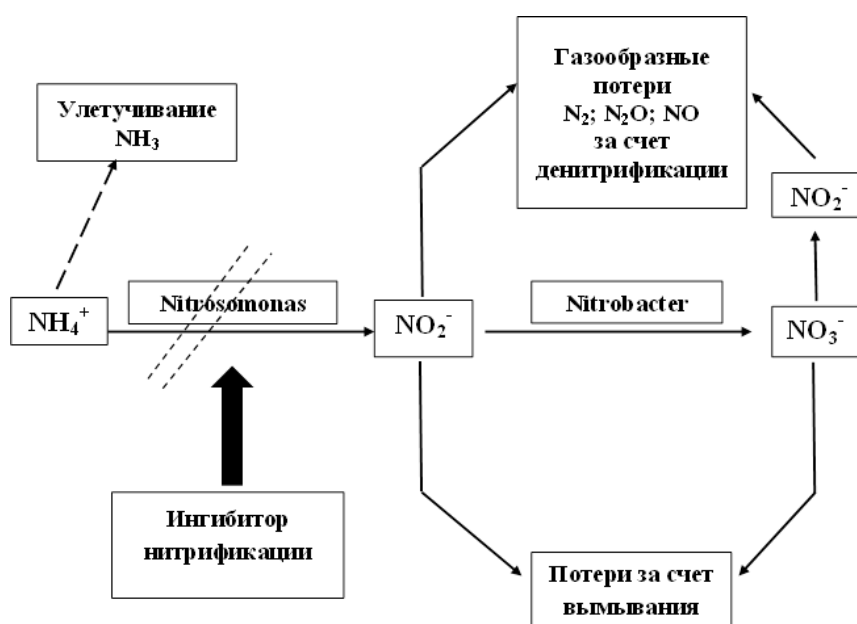 Газообразные
потери
N₂; N₂O; NO
за счет
денитрификации
Улетучивание
NH₃
NO₂⁻
NH₄⁺
Nitrosomonas
NO₂⁻
Nitrobacter
NO₃⁻
Ингибитор
нитрификации
Потери за счет
вымывания